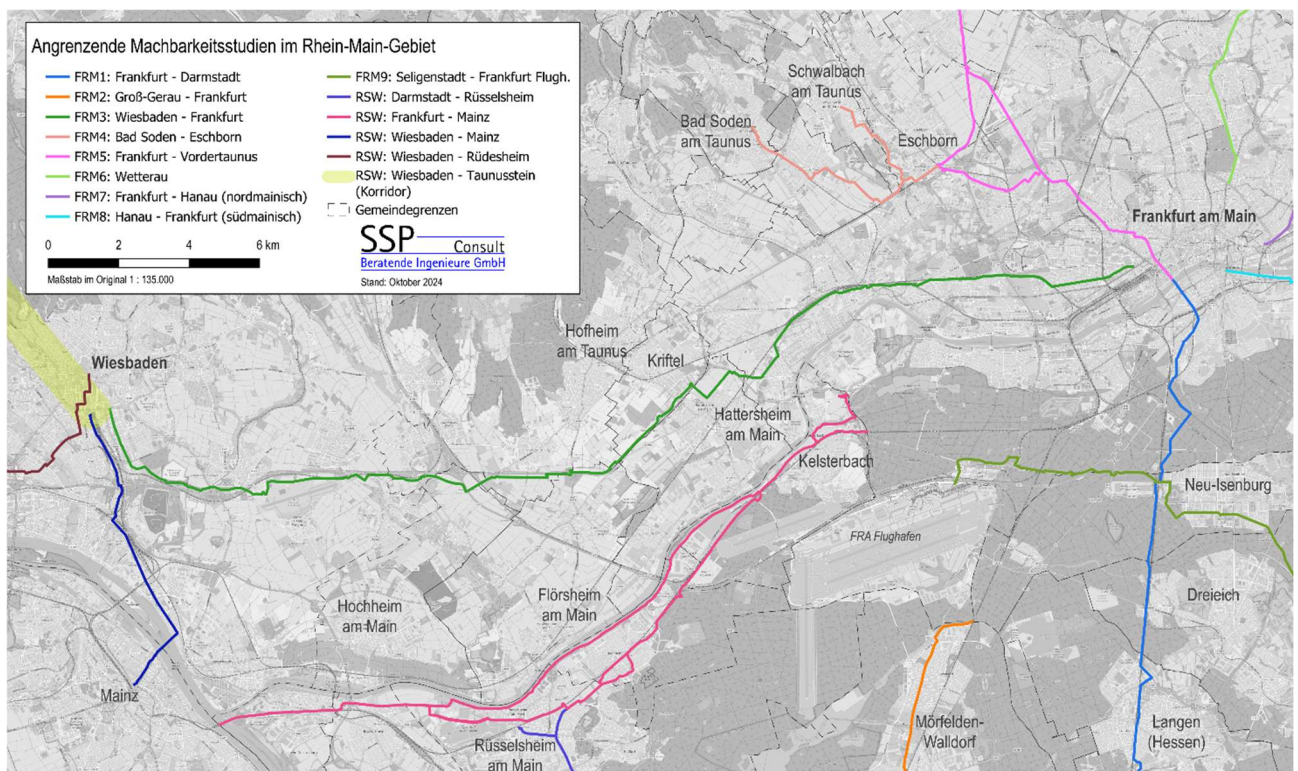 Angrenzende Machbarkeitsstudien im Rhein-Main-Gebiet
FRM1: Frankfurt - Darmstadt
FRM2: Groß-Gerau - Frankfurt
FRM3: Wiesbaden - Frankfurt
FRM4: Bad Soden - Eschborn
FRM5: Frankfurt - Vordertaunus
FRM6: Wetterau
FRM7: Frankfurt - Hanau (nordmainisch)
FRM8: Hanau - Frankfurt (südmainisch)
FRM9: Seligenstadt - Frankfurt Flugh.
RSW: Darmstadt - Rüsselsheim
RSW: Frankfurt - Mainz
RSW: Wiesbaden - Mainz
RSW: Wiesbaden - Rüdesheim
RSW: Wiesbaden - Taunusstein
(Korridor)
Gemeindegrenzen
0 2 4 6 km
Maßstab im Original 1 : 135.000
SSP Consult
Beratende Ingenieure GmbH
Stand: Oktober 2024
Schwalbach
am Taunus
Bad Soden
am Taunus
Eschborn
Frankfurt am Main
Hofheim
am Taunus
Kriftel
Wiesbaden
Hattersheim
am Main
Kelsterbach
Neu-Isenburg
FRA Flughafen
Dreieich
Flörsheim
am Main
Hochheim
am Main
Mainz
Mörfelden-
Walldorf
Langen
(Hessen)
Rüsselsheim
am Main